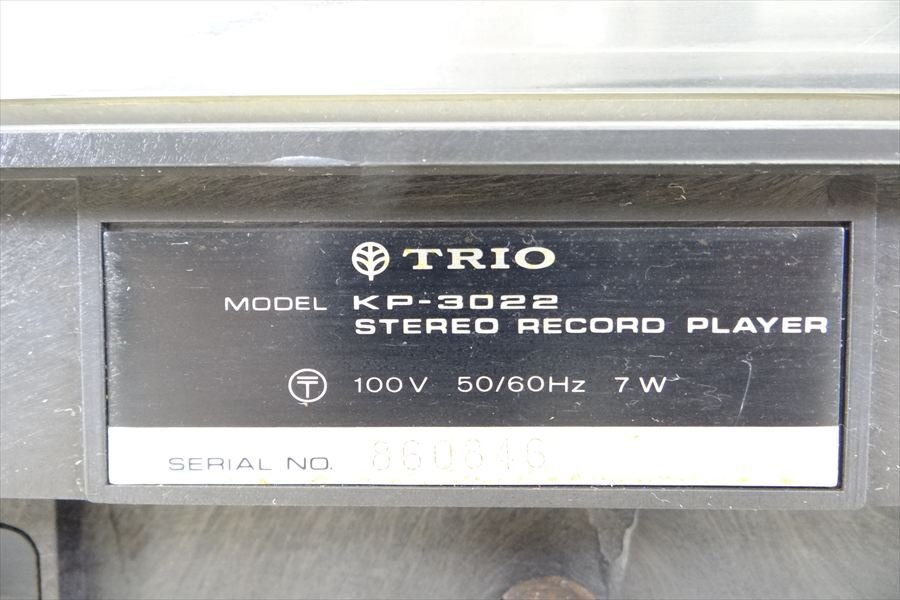 TRIO
MODEL KP-3022
STEREO RECORD PLAYER
〒 100V 50/60Hz 7W
SERIAL NO. 860846